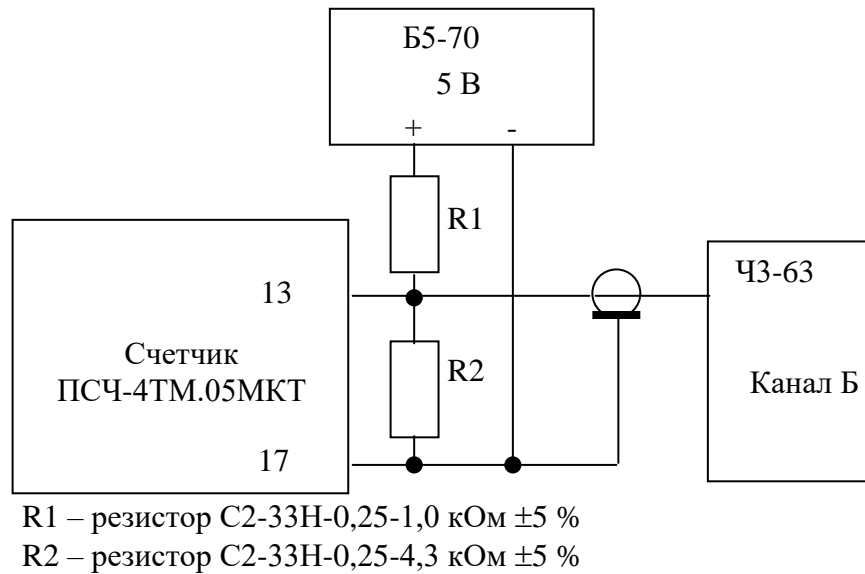 Б5-70
5 В
+ -
R1
13
Ч3-63
Счетчик
ПСЧ-4ТМ.05МКТ
R2
Канал Б
17
R1 – резистор С2-33Н-0,25-1,0 кОм ±5 %
R2 – резистор С2-33Н-0,25-4,3 кОм ±5 %